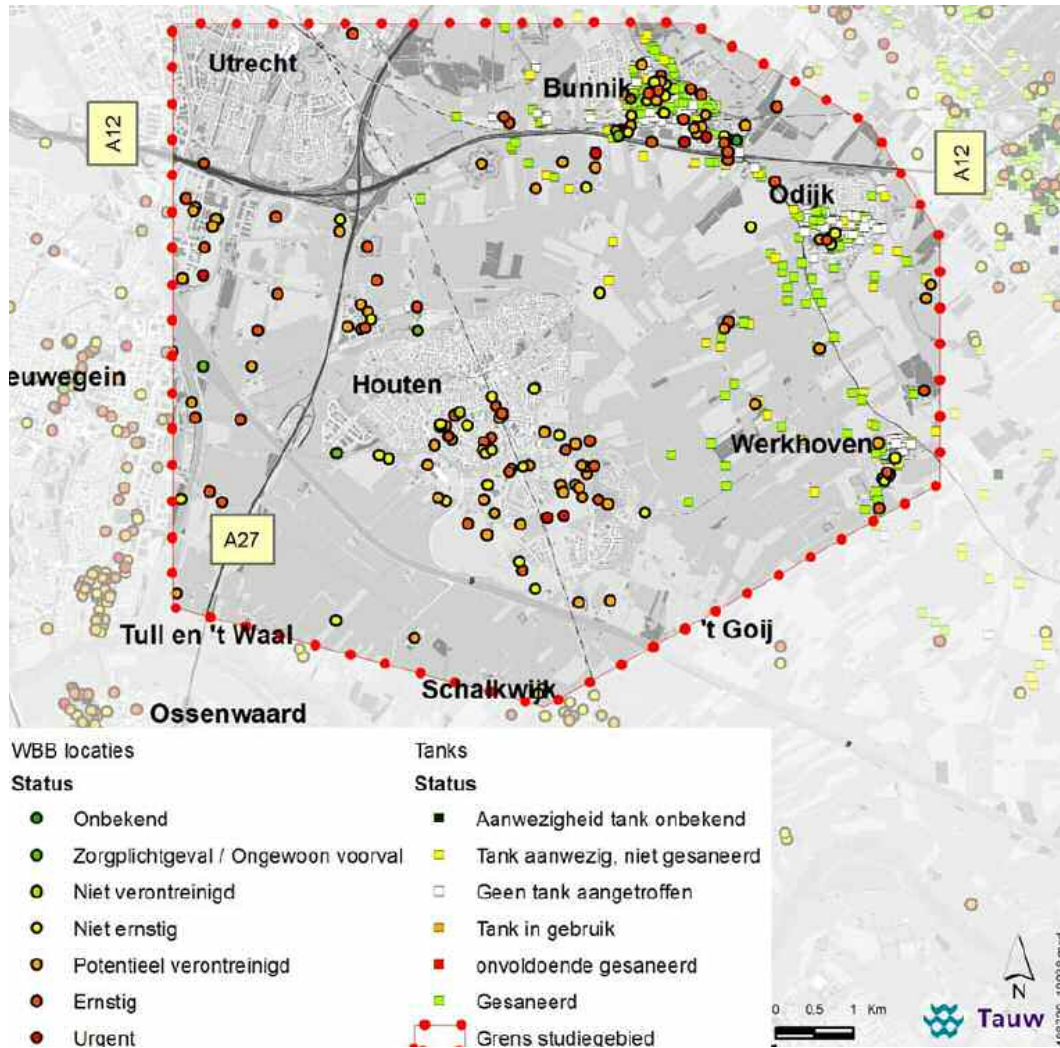 Utrecht
Bunnik
A12
A12
Odijk
euwegein
Houten
Werkhoven
A27
Tull en 't Waal
't Goij
Schalkwijk
Ossenwaard
WBB locaties
Status
Onbekend
Zorgplichtgeval / Ongewoon voorval
Niet verontreinigd
Niet ernstig
Potentieel verontreinigd
Ernstig
Urgent
Tanks
Status
Aanwezigheid tank onbekend
Tank aanwezig, niet gesaneerd
Geen tank aangetroffen
Tank in gebruik
onvoldoende gesaneerd
Gesaneerd
Grens studiegebied
0 0.5 1 Km
N
Tauw